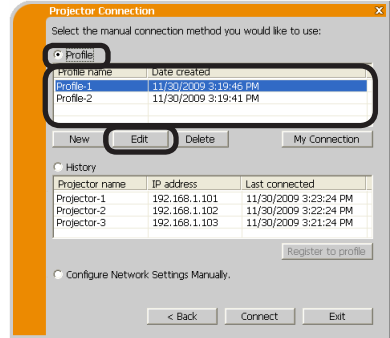 Projector Connection
Select the manual connection method you would like to use:
Profile
Profile name Date created
Profile-1 11/30/2009 3:19:46 PM
Profile-2 11/30/2009 3:19:41 PM
New Edit Delete My Connection
History
Projector name IP address Last connected
Projector-1 192.168.1.101 11/30/2009 3:23:24 PM
Projector-2 192.168.1.102 11/30/2009 3:22:24 PM
Projector-3 192.168.1.103 11/30/2009 3:21:24 PM
Register to profile
Configure Network Settings Manually.
< Back Connect Exit